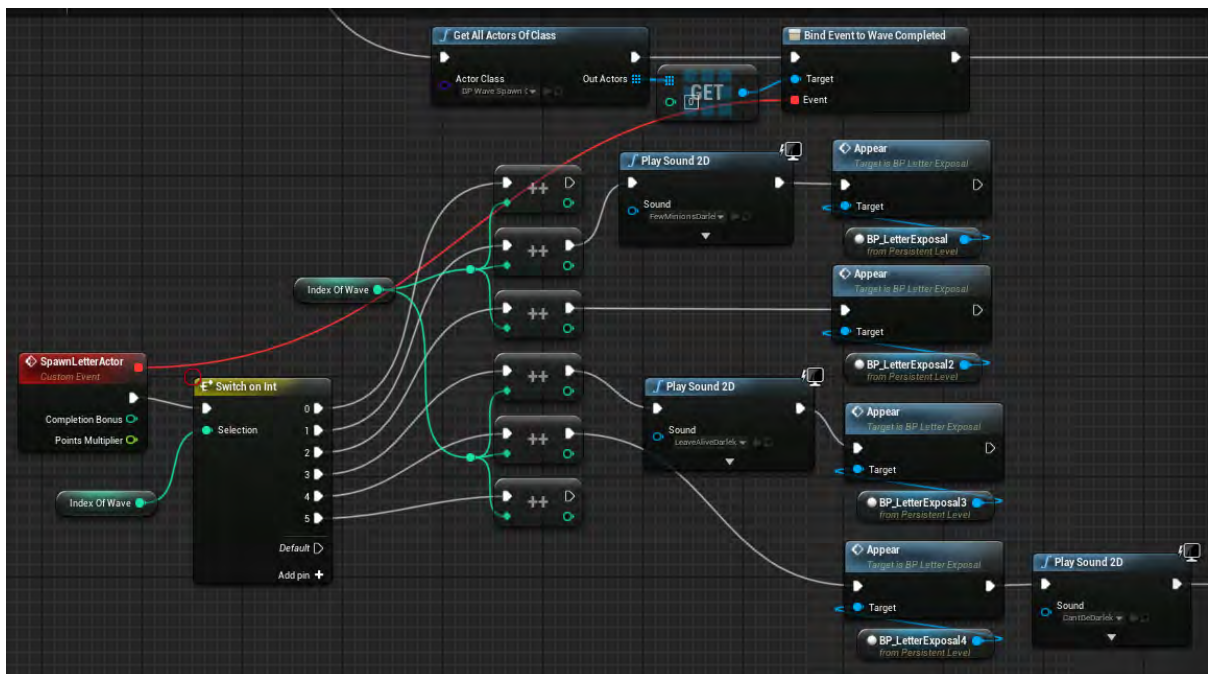 Get All Actors Of Class
Actor Class
Out Actors
GET
0
Bind Event to Wave Completed
Target
Event
++
Play Sound 2D
Sound
Appear
Target is BP Letter Exposal
Target
BP_LetterExposal
from Persistent Level
++
Index Of Wave
++
Appear
Target is BP Letter Exposal
Target
BP_LetterExposal2
from Persistent Level
SpawnLetterActor
Custom Event
Completion Bonus
Points Multiplier
Index Of Wave
Switch on Int
Selection
0
1
2
3
4
5
Default
Add pin +
++
++
++
Play Sound 2D
Sound
LeaveAliveDarlek
Appear
Target is BP Letter Exposal
Target
BP_LetterExposal3
from Persistent Level
Appear
Target is BP Letter Exposal
Target
BP_LetterExposal4
from Persistent Level
Play Sound 2D
Sound
CantDeDarlek